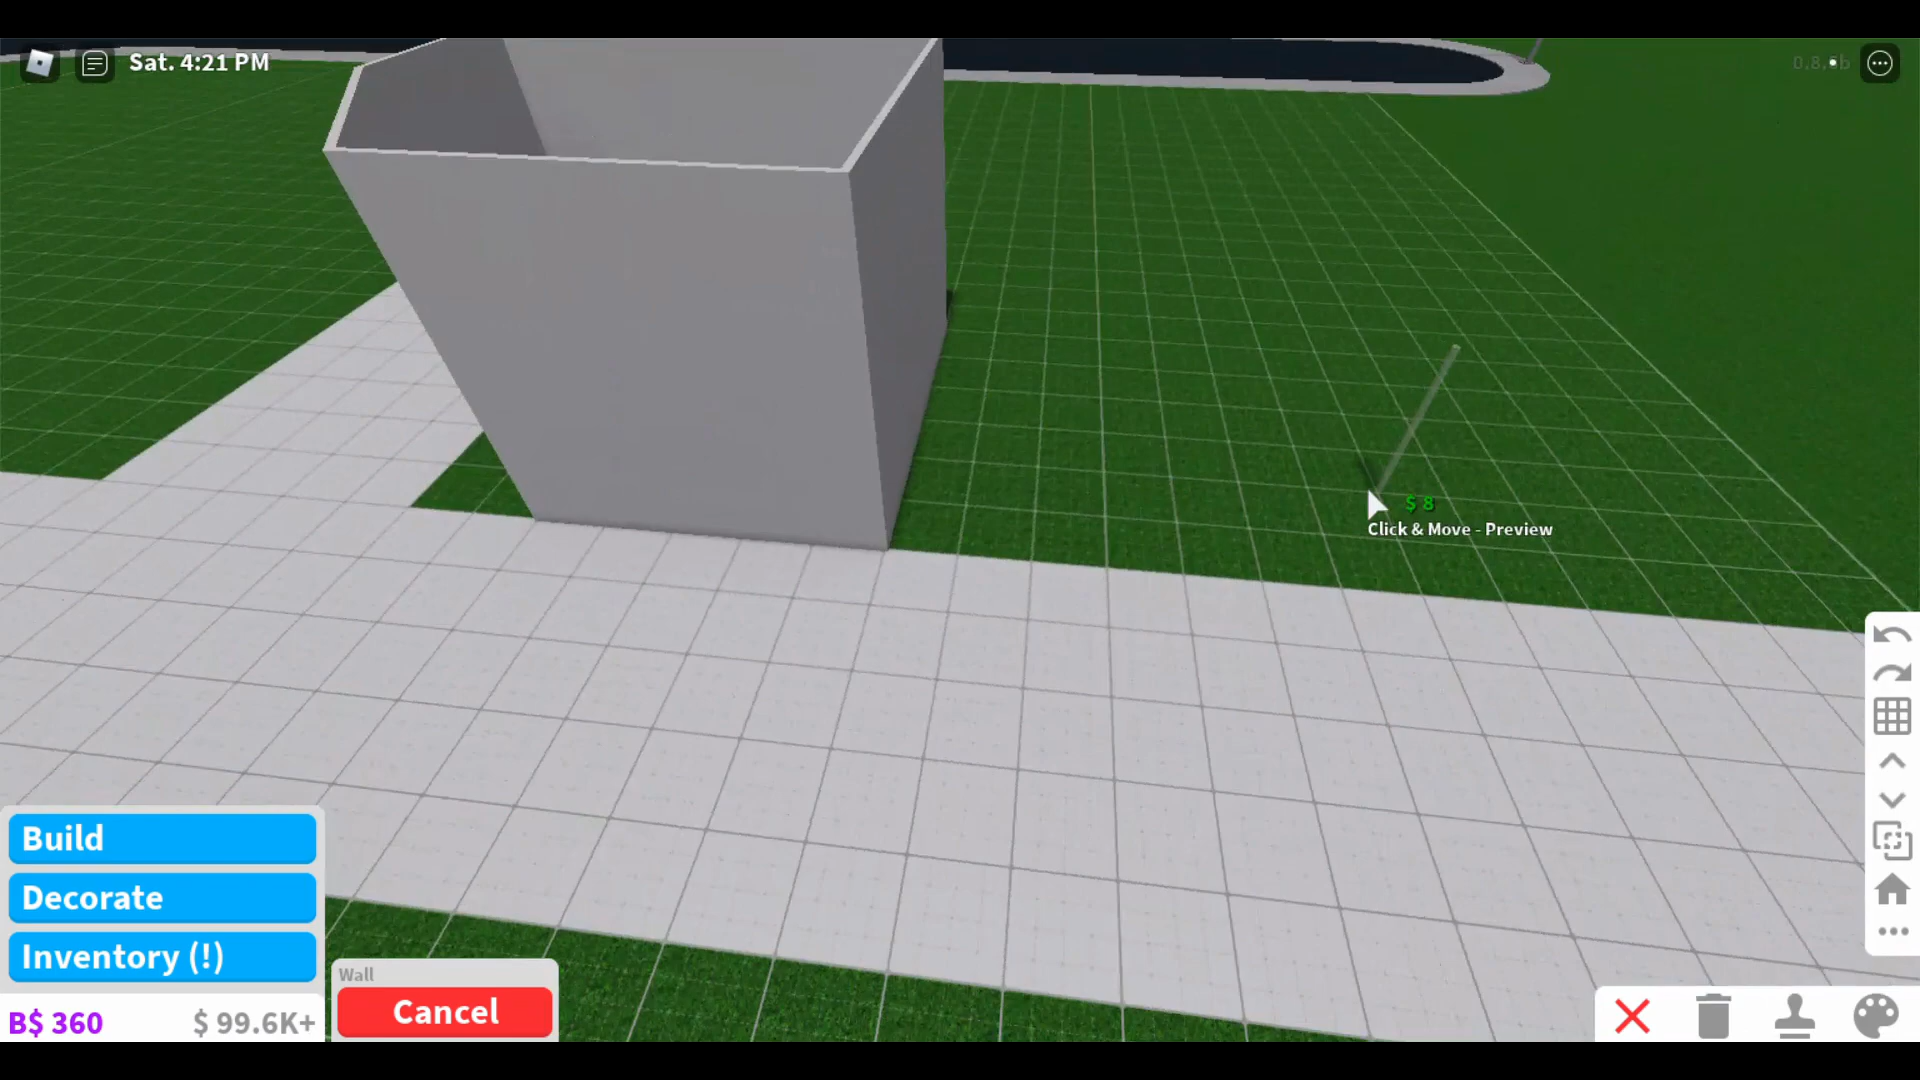 Sat. 4:21 PM
$ 8
Click & Move - Preview
Build
Decorate
Inventory (!)
B$ 360
$ 99.6K+
Wall
Cancel